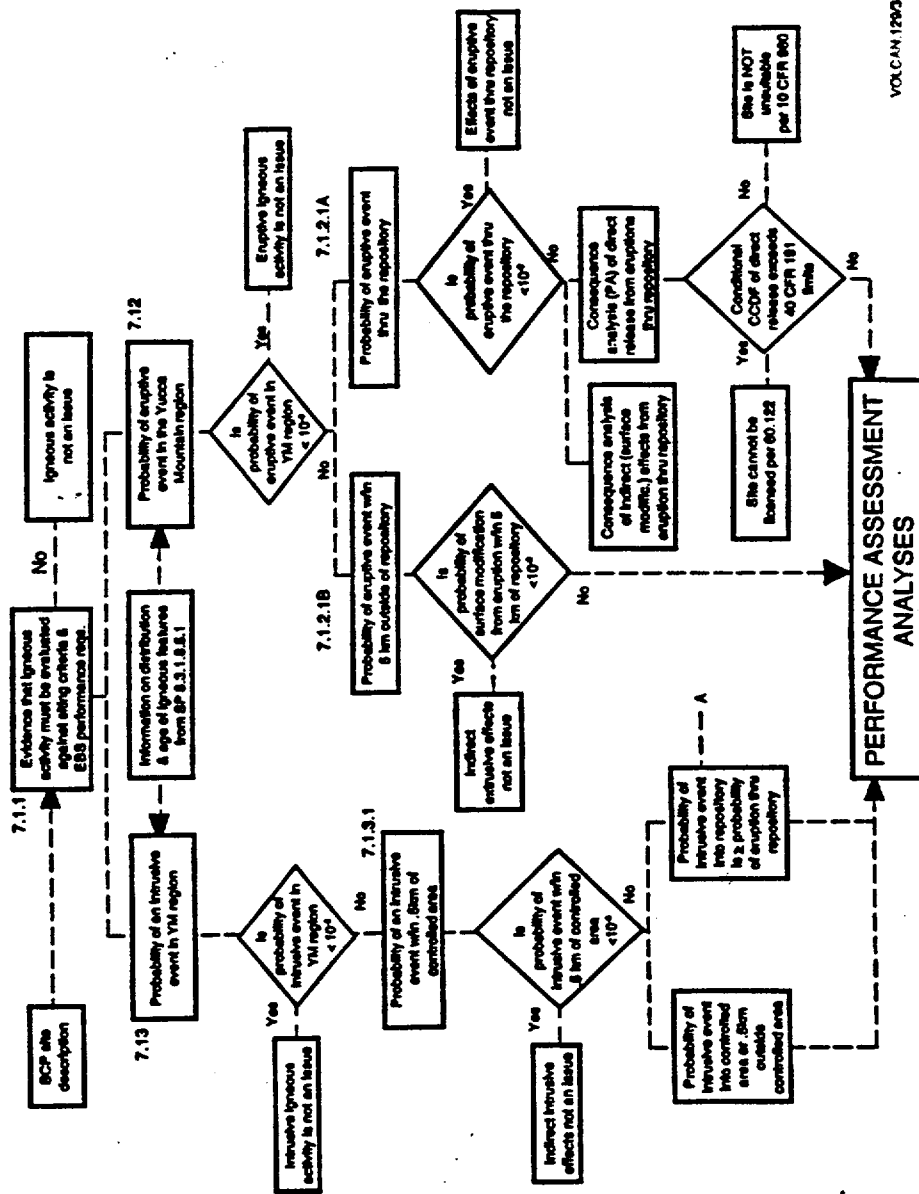 7.1.1
SCP site
description
Evidence that igneous
activity must be evaluated
against siting criteria &
EBS performance reqs.
No
Igneous activity is
not an issue
7.13
Probability of an intrusive
event in YM region
Information on distribution
& age of igneous features
from SP 8.3.1.8.5.1
7.12
Probability of eruptive
event in the Yucca
Mountain region
Is
probability of
intrusive event in
YM region
Yes
Intrusive igneous
activity is not an issue
No
7.1.3.1
Probability of an intrusive
event w/in .5km of
controlled area
Is
probability of
intrusive event w/in
.5 km of controlled
area
Yes
Indirect intrusive
effects not an issue
No
Probability of
intrusive event
into controlled
area or .5km
outside
controlled area
Probability of
intrusive event
into repository
is ≥ probability
of eruption thru
repository
A
Is
probability of
eruptive event in
YM region
Yes
Eruptive igneous
activity is not an issue
No
7.1.2.1B
Probability of eruptive event w/in
5 km outside of repository
Is
probability of
surface modification
from eruption w/in 5
km of repository
Yes
Indirect
extrusive effects
not an issue
No
7.1.2.1A
Probability of eruptive event
thru the repository
Is
probability of
eruptive event thru
the repository
Yes
Effects of eruptive
event thru repository
not an issue
No
Consequence analysis
of indirect (surface
modific.) effects from
eruption thru repository
Consequence
analysis (PA) of direct
release from eruptions
thru repository
Conditional
CCDF of direct
release exceeds
40 CFR 191
limits
Yes
Site cannot be
licensed per 60.122
No
Site is NOT
unsuitable
per 10 CFR 960
No
PERFORMANCE ASSESSMENT
ANALYSES
VOLCAN.129/3